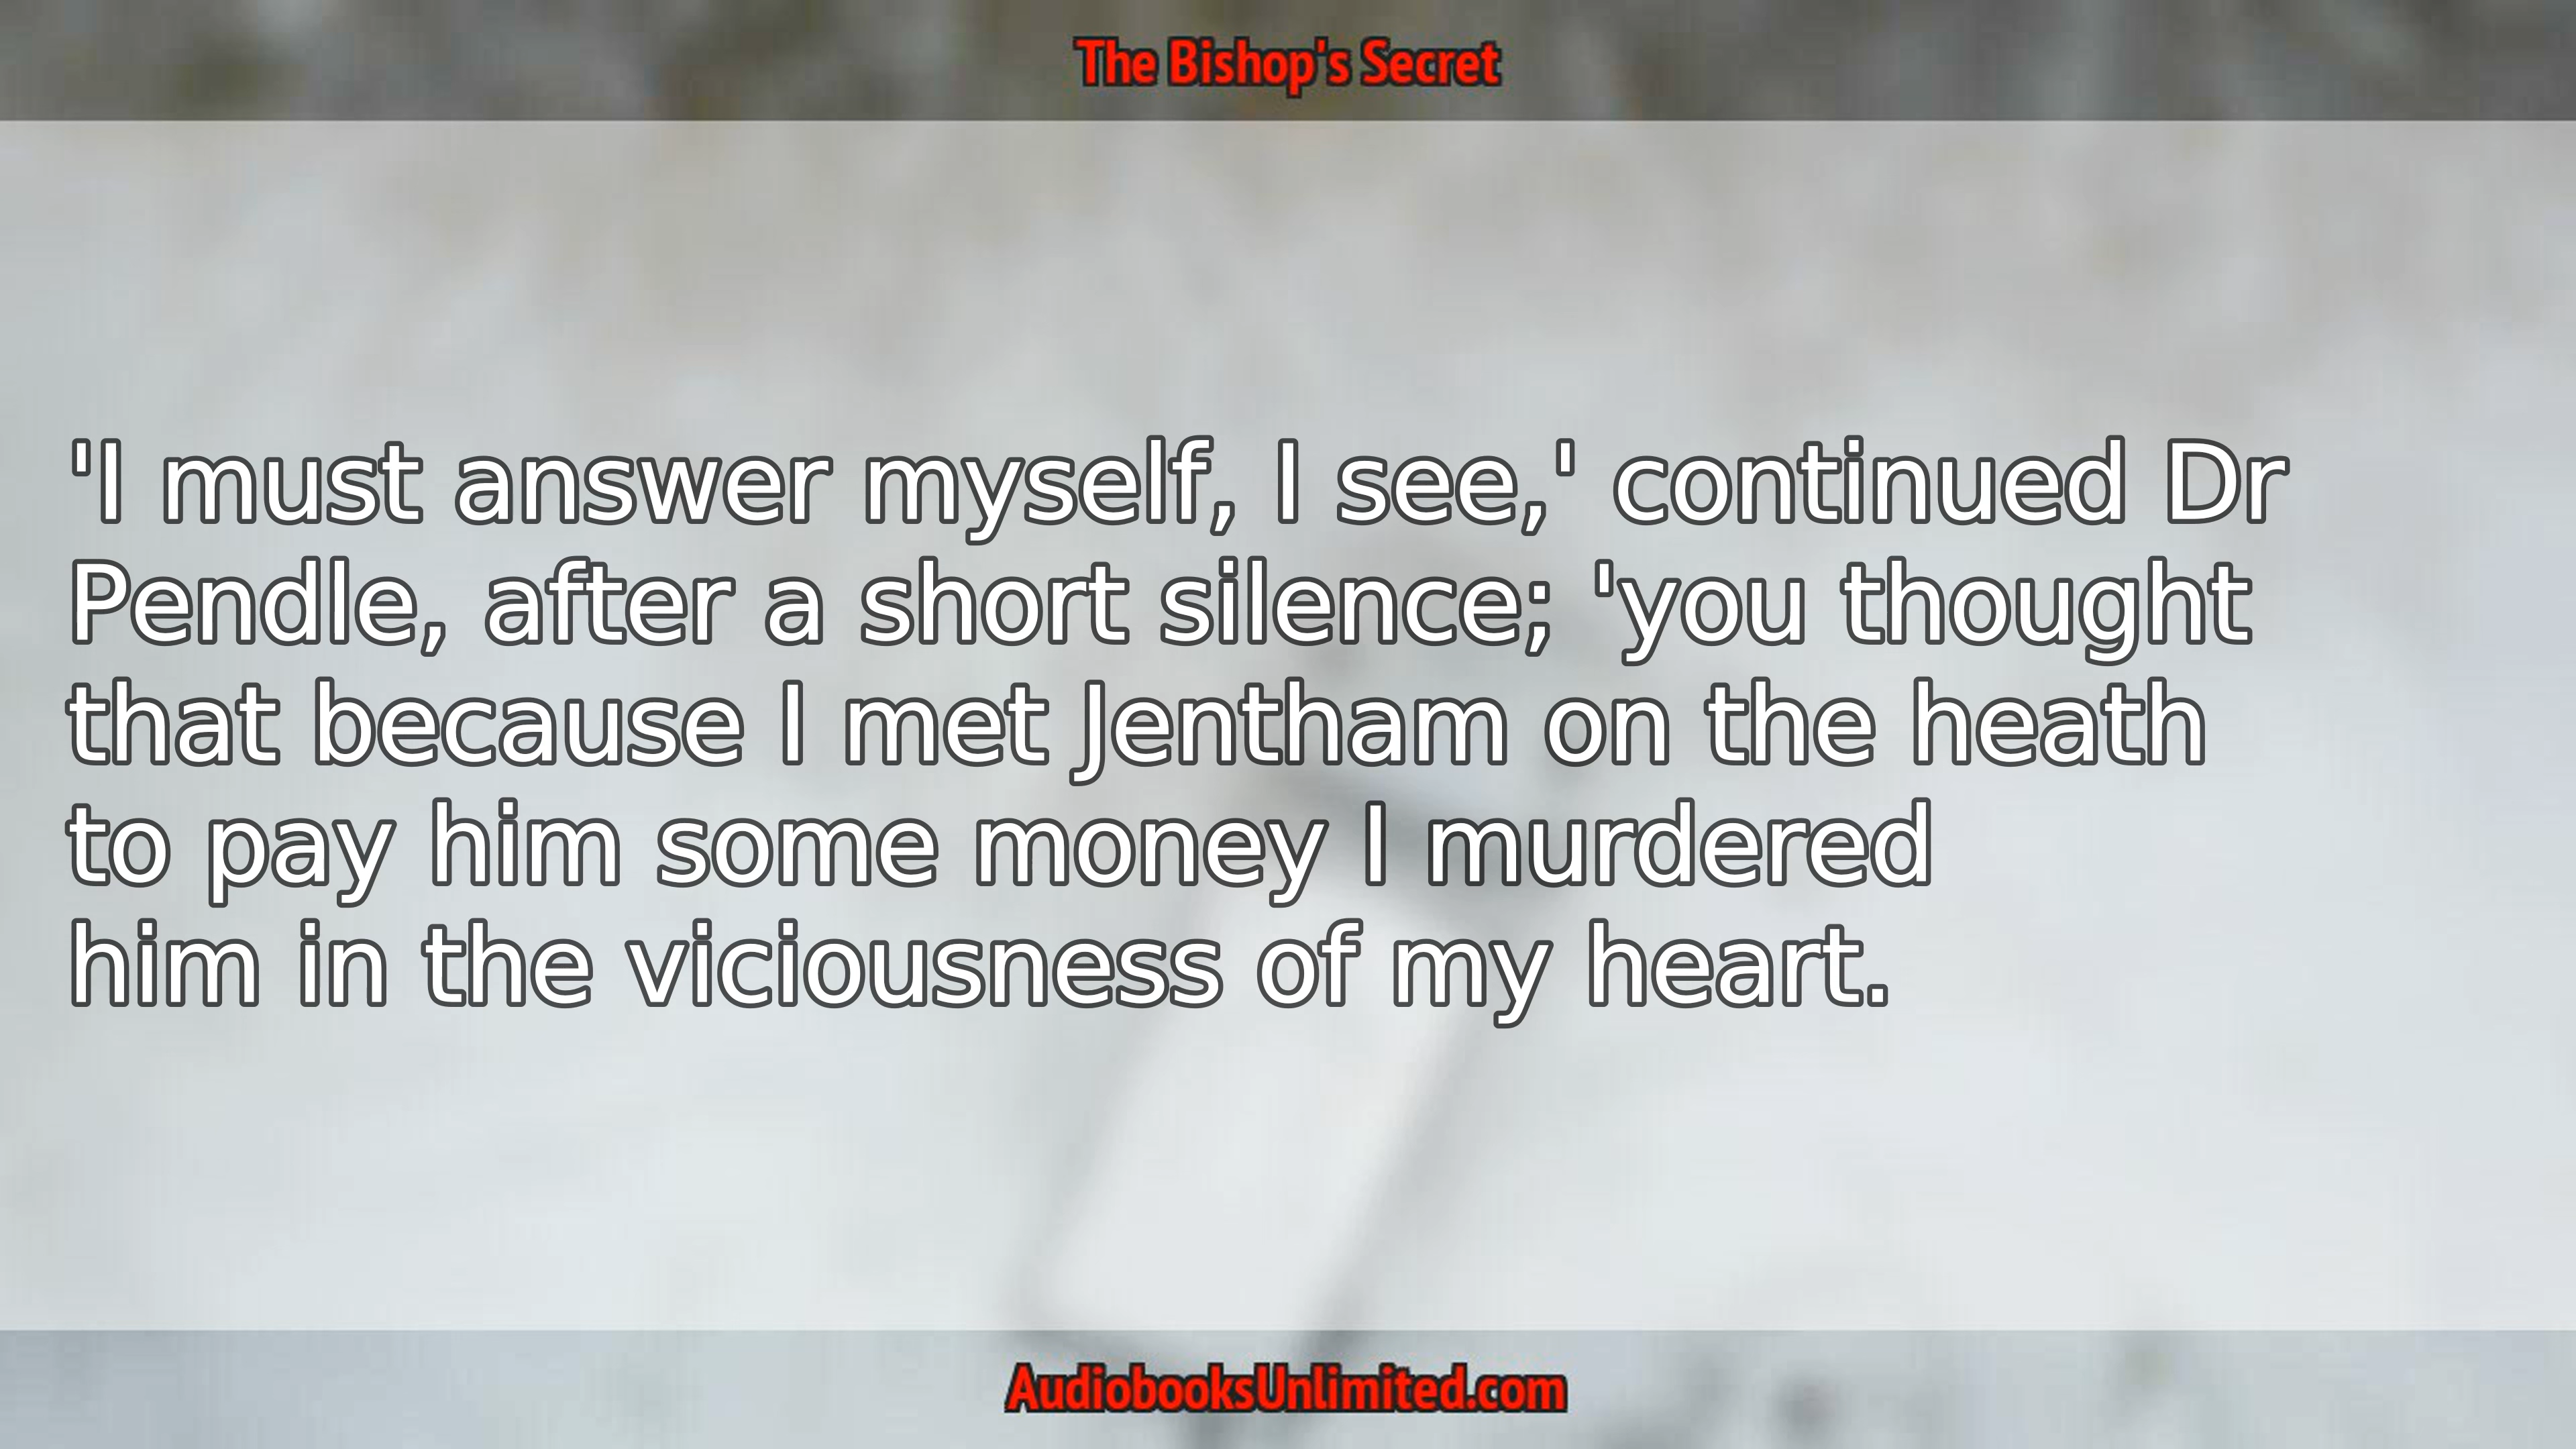 The Bishop's Secret
'I must answer myself, I see,' continued Dr
Pendle, after a short silence; 'you thought
that because I met Jentham on the heath
to pay him some money I murdered
him in the viciousness of my heart.
AudiobooksUnlimited.com